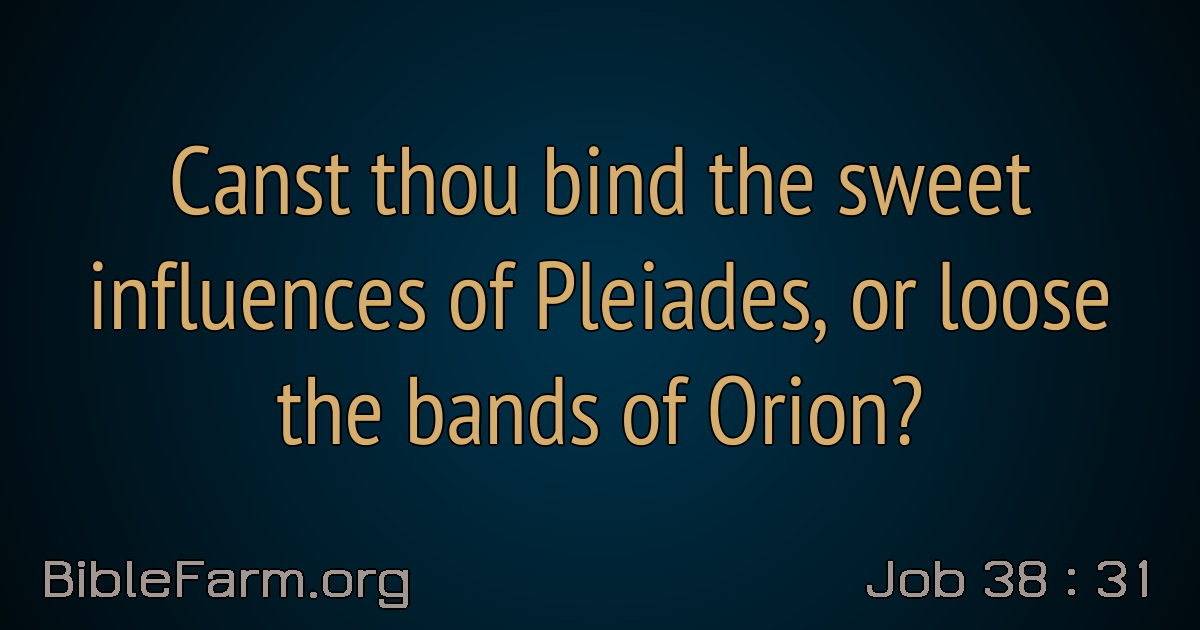 Canst thou bind the sweet
influences of Pleiades, or loose
the bands of Orion?
BibleFarm.org
Job 38 : 31